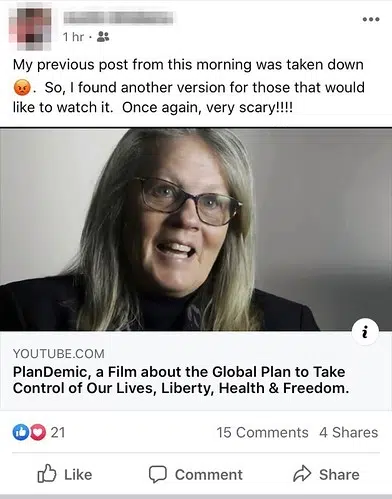 1 hr ·
My previous post from this morning was taken down
😡. So, I found another version for those that would
like to watch it. Once again, very scary!!!!
i
YOUTUBE.COM
PlanDemic, a Film about the Global Plan to Take
Control of Our Lives, Liberty, Health & Freedom.
21 15 Comments 4 Shares
Like Comment Share